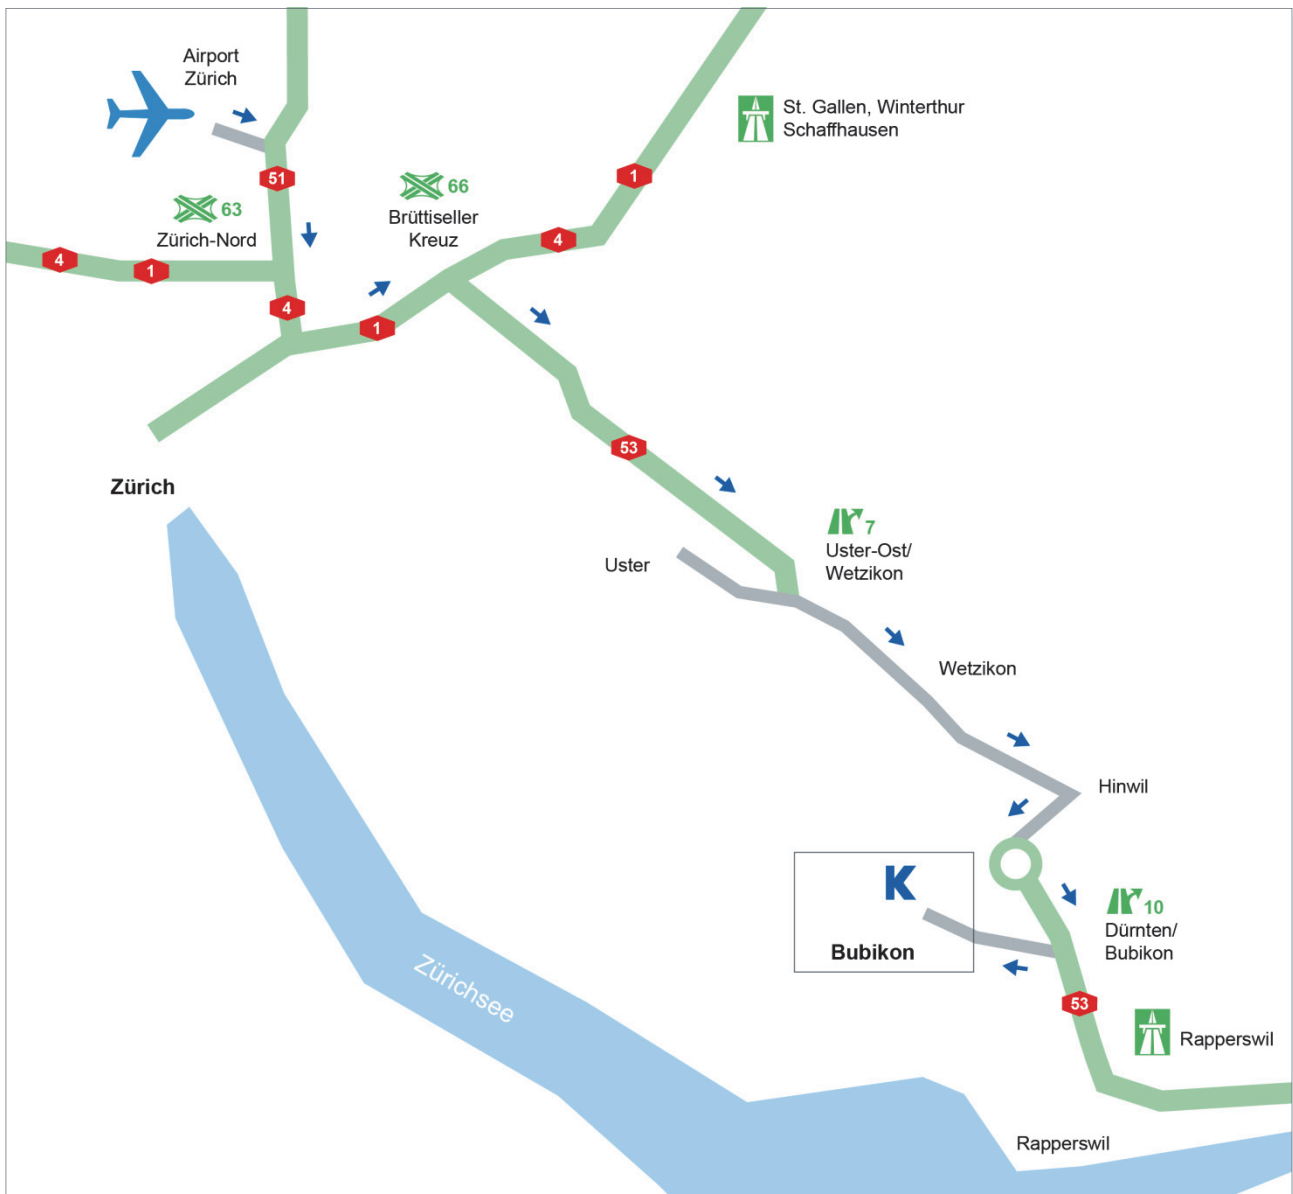 Airport
Zürich
St. Gallen, Winterthur
Schaffhausen
51
1
66
Brüttiseller
Kreuz
63
Zürich-Nord
4
4
1
4
1
53
Zürich
7
Uster-Ost/
Wetzikon
Uster
Wetzikon
Hinwil
K
Bubikon
10
Dürnten/
Bubikon
Zürichsee
53
Rapperswil
Rapperswil